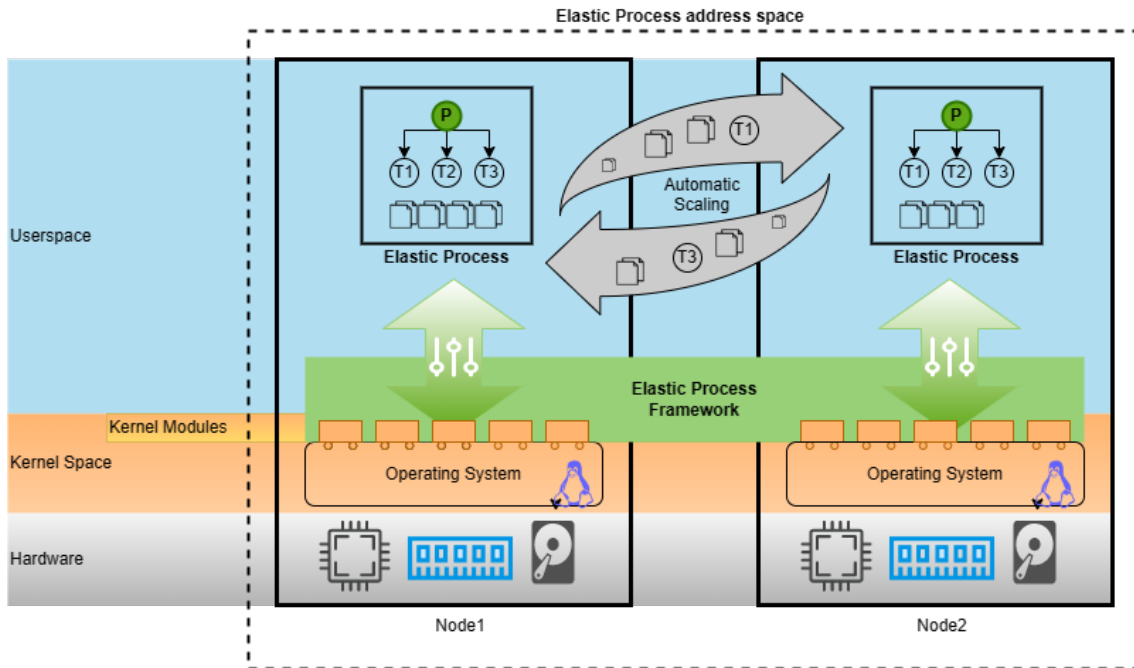 Elastic Process address space
P
T1 T2 T3
Elastic Process
T1
Automatic
Scaling
T3
P
T1 T2 T3
Elastic Process
Userspace
Elastic Process
Framework
Kernel Modules
Kernel Space
Operating System
Operating System
Hardware
Node1
Node2